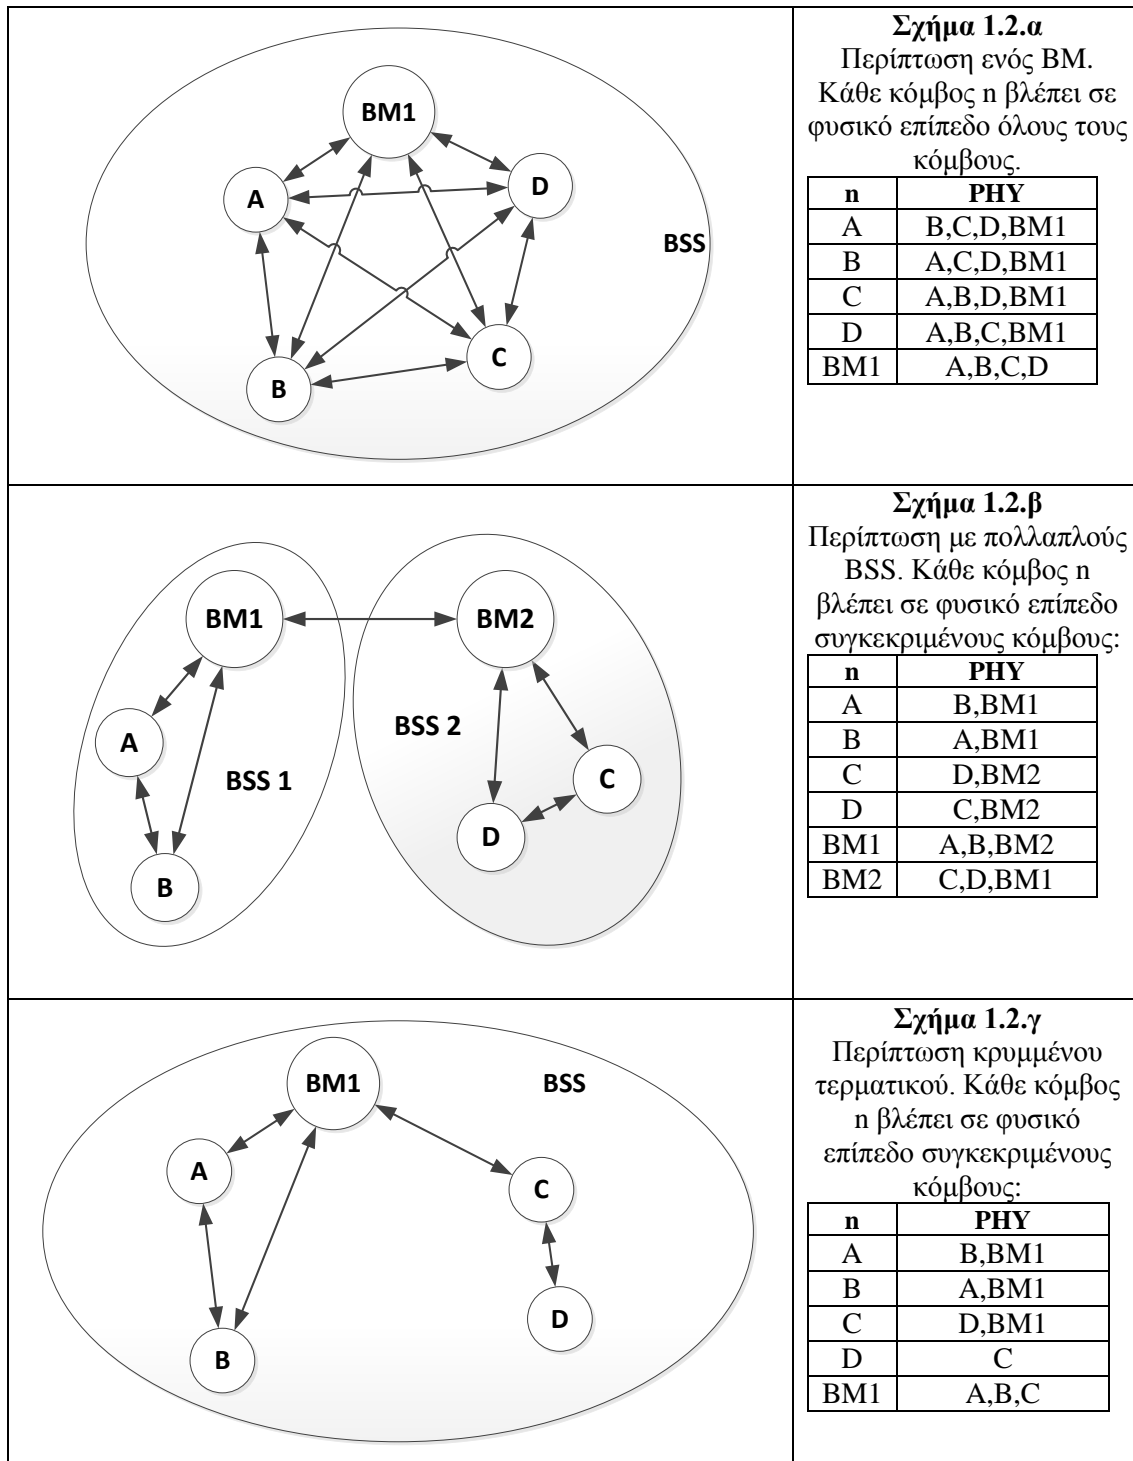 BM1
A
D
BSS
C
B
Σχήμα 1.2.α
Περίπτωση ενός BM.
Κάθε κόμβος n βλέπει σε
φυσικό επίπεδο όλους τους
κόμβους.
n PHY
A B,C,D,BM1
B A,C,D,BM1
C A,B,D,BM1
D A,B,C,BM1
BM1 A,B,C,D
BM1
BM2
A
BSS 2
BSS 1
C
D
B
Σχήμα 1.2.β
Περίπτωση με πολλαπλούς
BSS. Κάθε κόμβος n
βλέπει σε φυσικό επίπεδο
συγκεκριμένους κόμβους:
n PHY
A B,BM1
B A,BM1
C D,BM2
D C,BM2
BM1 A,B,BM2
BM2 C,D,BM1
BM1
BSS
A
C
D
B
Σχήμα 1.2.γ
Περίπτωση κρυμμένου
τερματικού. Κάθε κόμβος
n βλέπει σε φυσικό
επίπεδο συγκεκριμένους
κόμβους:
n PHY
A B,BM1
B A,BM1
C D,BM1
D C
BM1 A,B,C